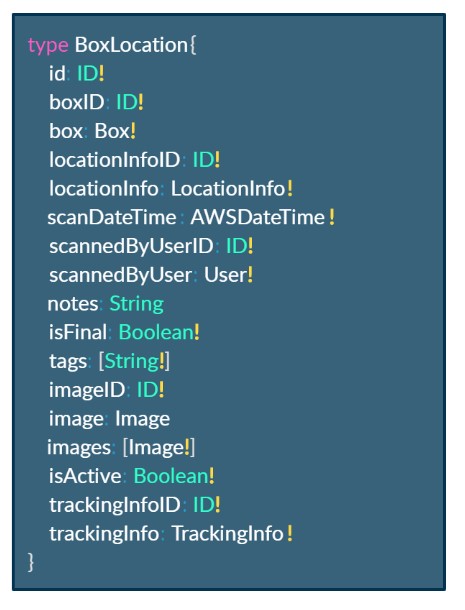 type BoxLocation{
id: ID!
boxID: ID!
box: Box!
locationInfoID: ID!
locationInfo: LocationInfo!
scanDateTime: AWSDateTime!
scannedByUserID: ID!
scannedByUser: User!
notes: String
isFinal: Boolean!
tags: [String!]
imageID: ID!
image: Image
images: [Image!]
isActive: Boolean!
trackingInfoID: ID!
trackingInfo: TrackingInfo!
}